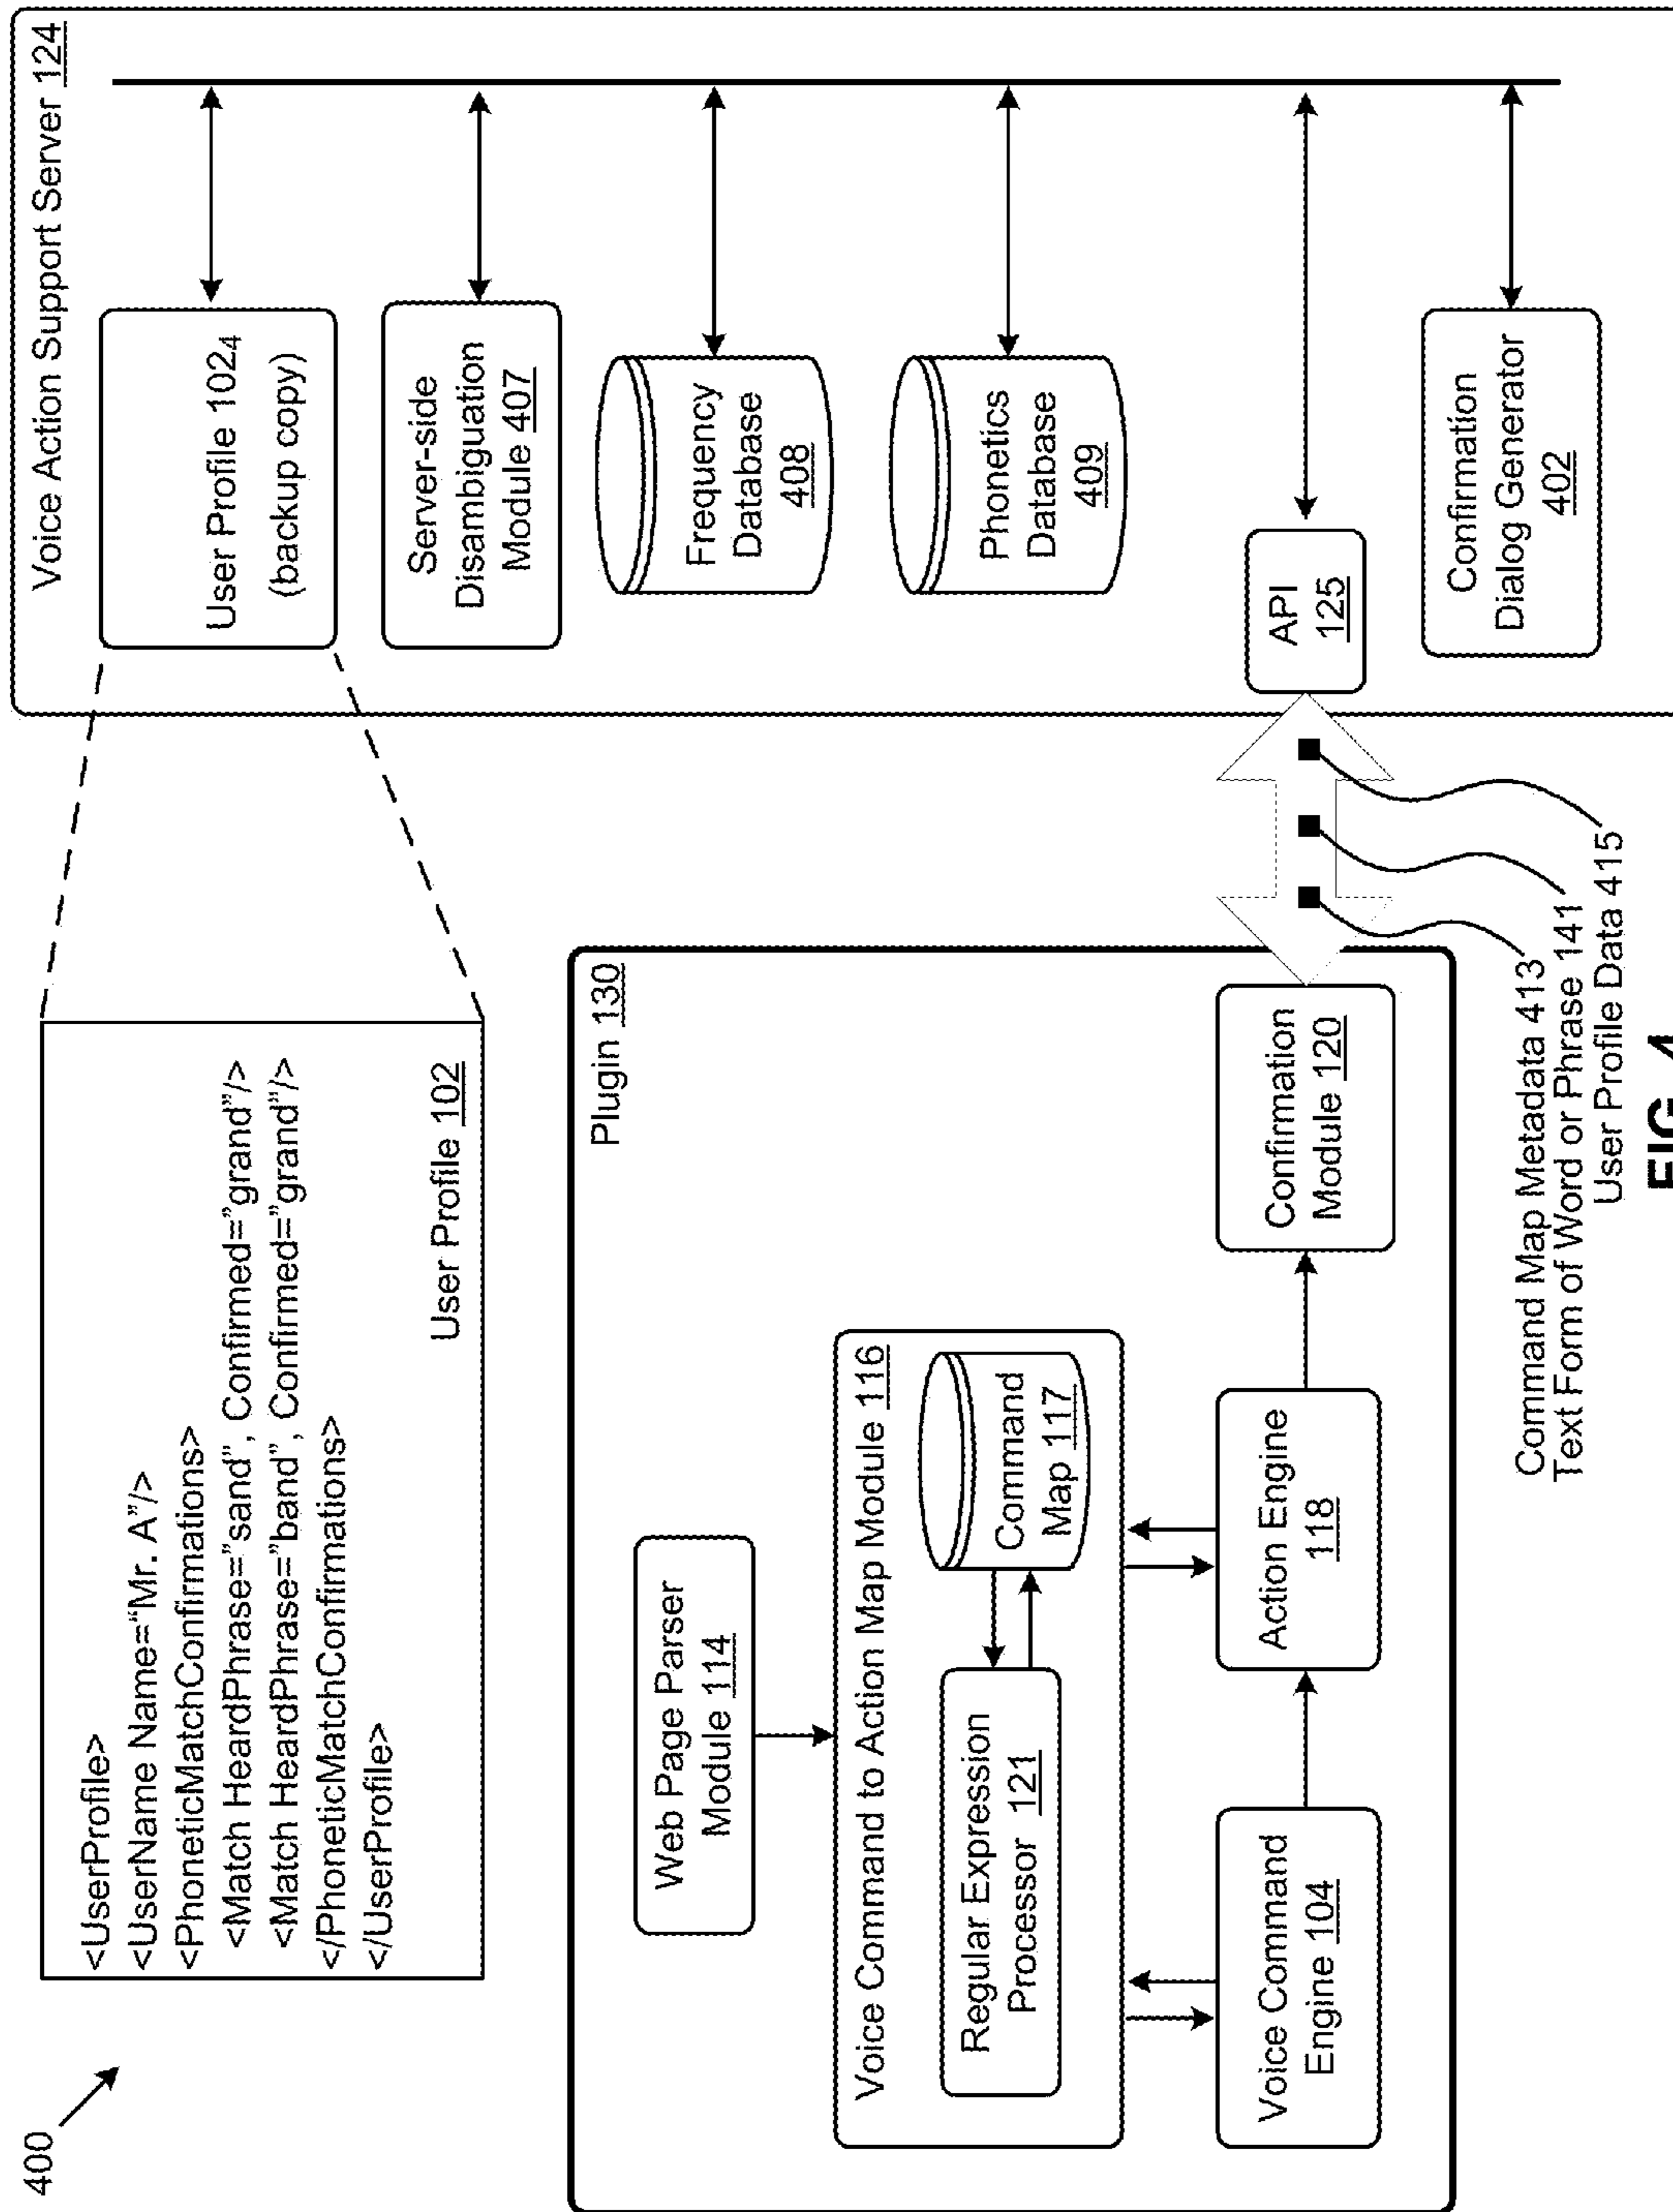 400
<UserProfile>
<UserName Name=“Mr. A”/>
<PhoneticMatchConfirmations>
<Match HeardPhrase=”sand”, Confirmed=”grand”/>
<Match HeardPhrase=”band”, Confirmed=”grand”/>
</PhoneticMatchConfirmations>
</UserProfile>
User Profile 102
Voice Action Support Server 124
User Profile 102₄
(backup copy)
Server-side
Disambiguation
Module 407
Frequency
Database
408
Phonetics
Database
409
API
125
Confirmation
Dialog Generator
402
Plugin 130
Web Page Parser
Module 114
Voice Command to Action Map Module 116
Regular Expression
Processor 121
Command
Map 117
Voice Command
Engine 104
Action Engine
118
Confirmation
Module 120
Command Map Metadata 413
Text Form of Word or Phrase 141
User Profile Data 415
FIG. 4